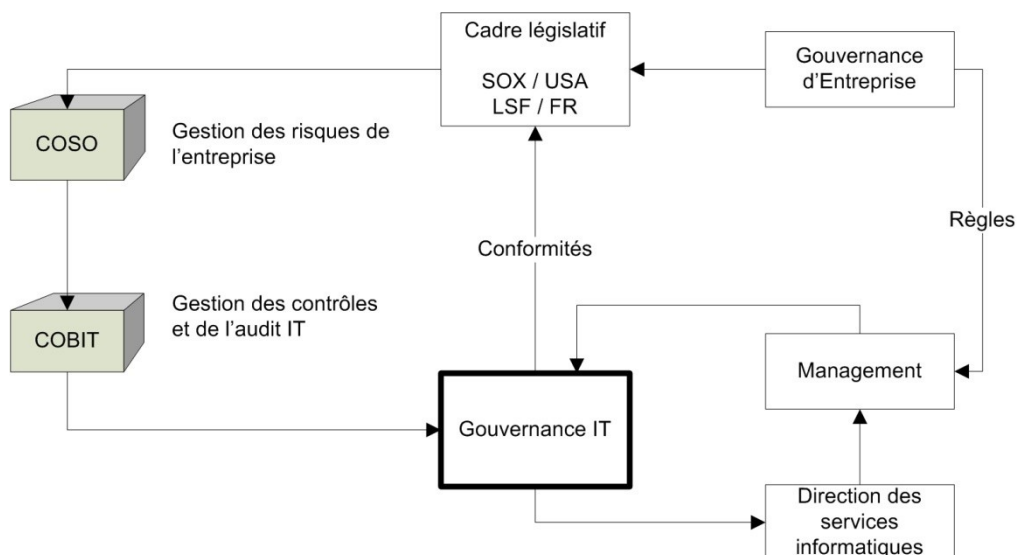 Cadre législatif
SOX / USA
LSF / FR
Gouvernance
d’Entreprise
COSO
Gestion des risques de
l’entreprise
Règles
Conformités
COBIT
Gestion des contrôles
et de l’audit IT
Management
Gouvernance IT
Direction des
services
informatiques